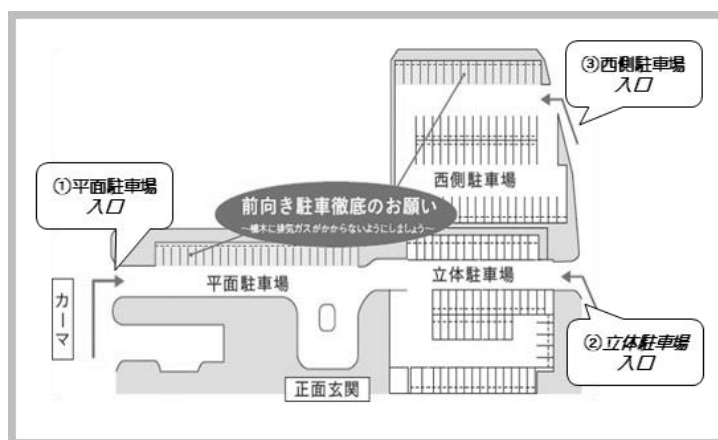 ③西側駐車場
入口
西側駐車場
①平面駐車場
入口
前向き駐車徹底のお願い
～植木に排気ガスがかからないようにしましょう～
平面駐車場
立体駐車場
カーマ
②立体駐車場
入口
正面玄関